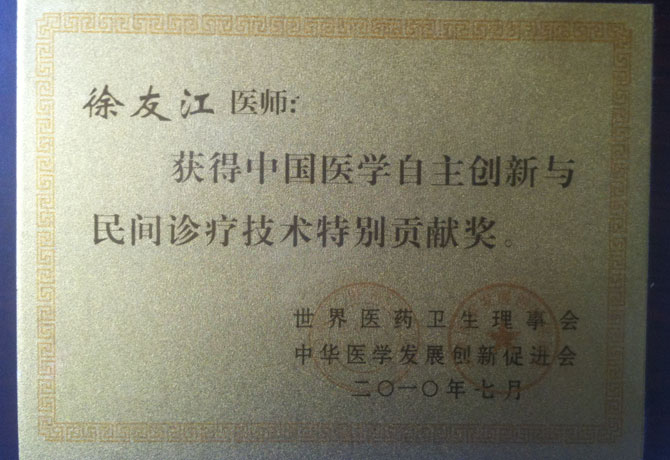 徐友江 医师:
获得中国医学自主创新与
民间诊疗技术特别贡献奖。
世界医药卫生理事会
中华医学发展创新促进会
二〇一〇年七月